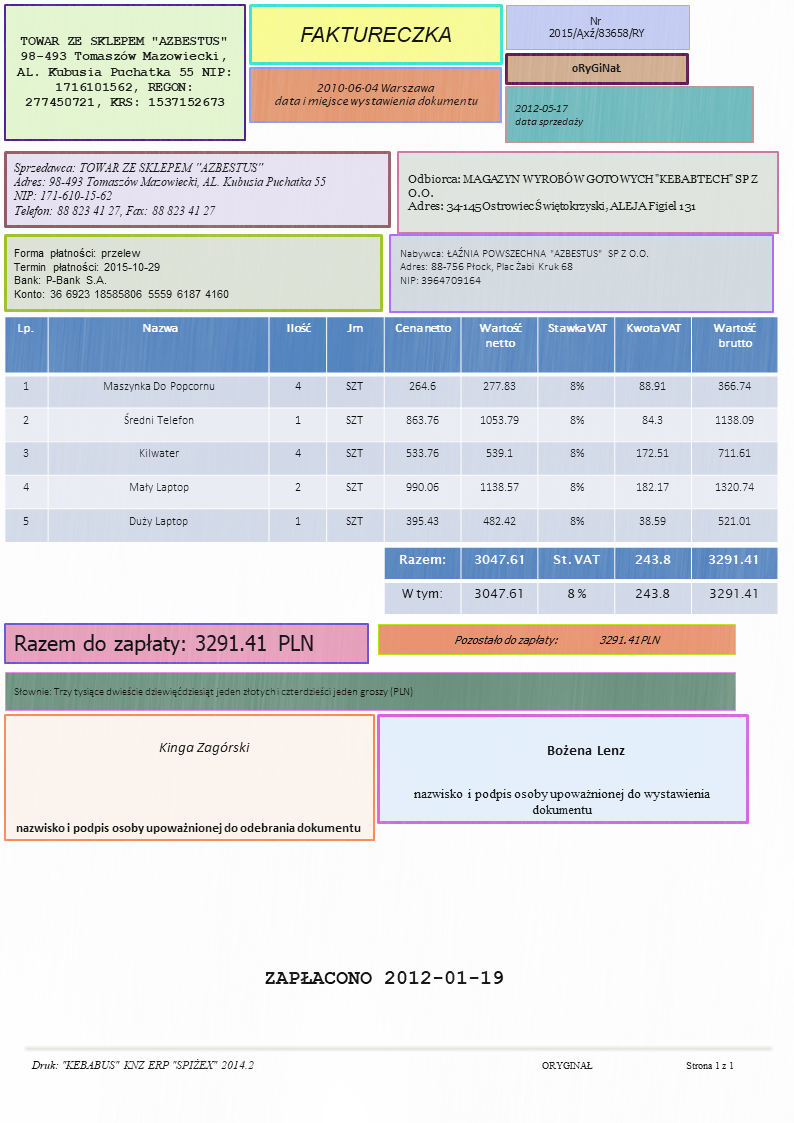 TOWAR ZE SKLEPEM "AZBESTUS"
98-493 Tomaszów Mazowiecki,
AL. Kubusia Puchatka 55 NIP:
1716101562, REGON:
277450721, KRS: 1537152673
FAKTURECZKA
2010-06-04 Warszawa
data i miejsce wystawienia dokumentu
Nr
2015/Aχź/83658/RY
oRyGiNał
2012-05-17
data sprzedaży
Sprzedawca: TOWAR ZE SKLEPEM "AZBESTUS"
Adres: 98-493 Tomaszów Mazowiecki, AL. Kubusia Puchatka 55
NIP: 171-610-15-62
Telefon: 88 823 41 27, Fax: 88 823 41 27
Odbiorca: MAGAZYN WYROBÓW GOTOWYCH "KEBABTECH" SP Z
O.O.
Adres: 34-145 Ostrowiec Świętokrzyski, ALEJA Figiel 131
Forma płatności: przelew
Termin płatności: 2015-10-29
Bank: P-Bank S.A.
Konto: 36 6923 18585806 5559 6187 4160
Nabywca: ŁAŹNIA POWSZECHNA "AZBESTUS" SP Z O.O.
Adres: 88-756 Płock, Plac Żabi Kruk 68
NIP: 3964709164
Lp. Nazwa Ilość Jm Cena netto Wartość netto Stawka VAT Kwota VAT Wartość brutto
1 Maszynka Do Popcornu 4 SZT 264.6 277.83 8% 88.91 366.74
2 Średni Telefon 1 SZT 863.76 1053.79 8% 84.3 1138.09
3 Kilwater 4 SZT 533.76 539.1 8% 172.51 711.61
4 Mały Laptop 2 SZT 990.06 1138.57 8% 182.17 1320.74
5 Duży Laptop 1 SZT 395.43 482.42 8% 38.59 521.01
Razem: 3047.61 St. VAT 243.8 3291.41
W tym: 3047.61 8 % 243.8 3291.41
Razem do zapłaty: 3291.41 PLN
Pozostało do zapłaty: 3291.41 PLN
Słownie: Trzy tysiące dwieście dziewięćdziesiąt jeden złotych i czterdzieści jeden groszy (PLN)
Kinga Zagórski
nazwisko i podpis osoby upoważnionej do odebrania dokumentu
Bożena Lenz
nazwisko i podpis osoby upoważnionej do wystawienia
dokumentu
ZAPŁACONO 2012-01-19
Druk: "KEBABUS" KNZ ERP "SPIŻEX" 2014.2 ORYGINAŁ Strona 1 z 1